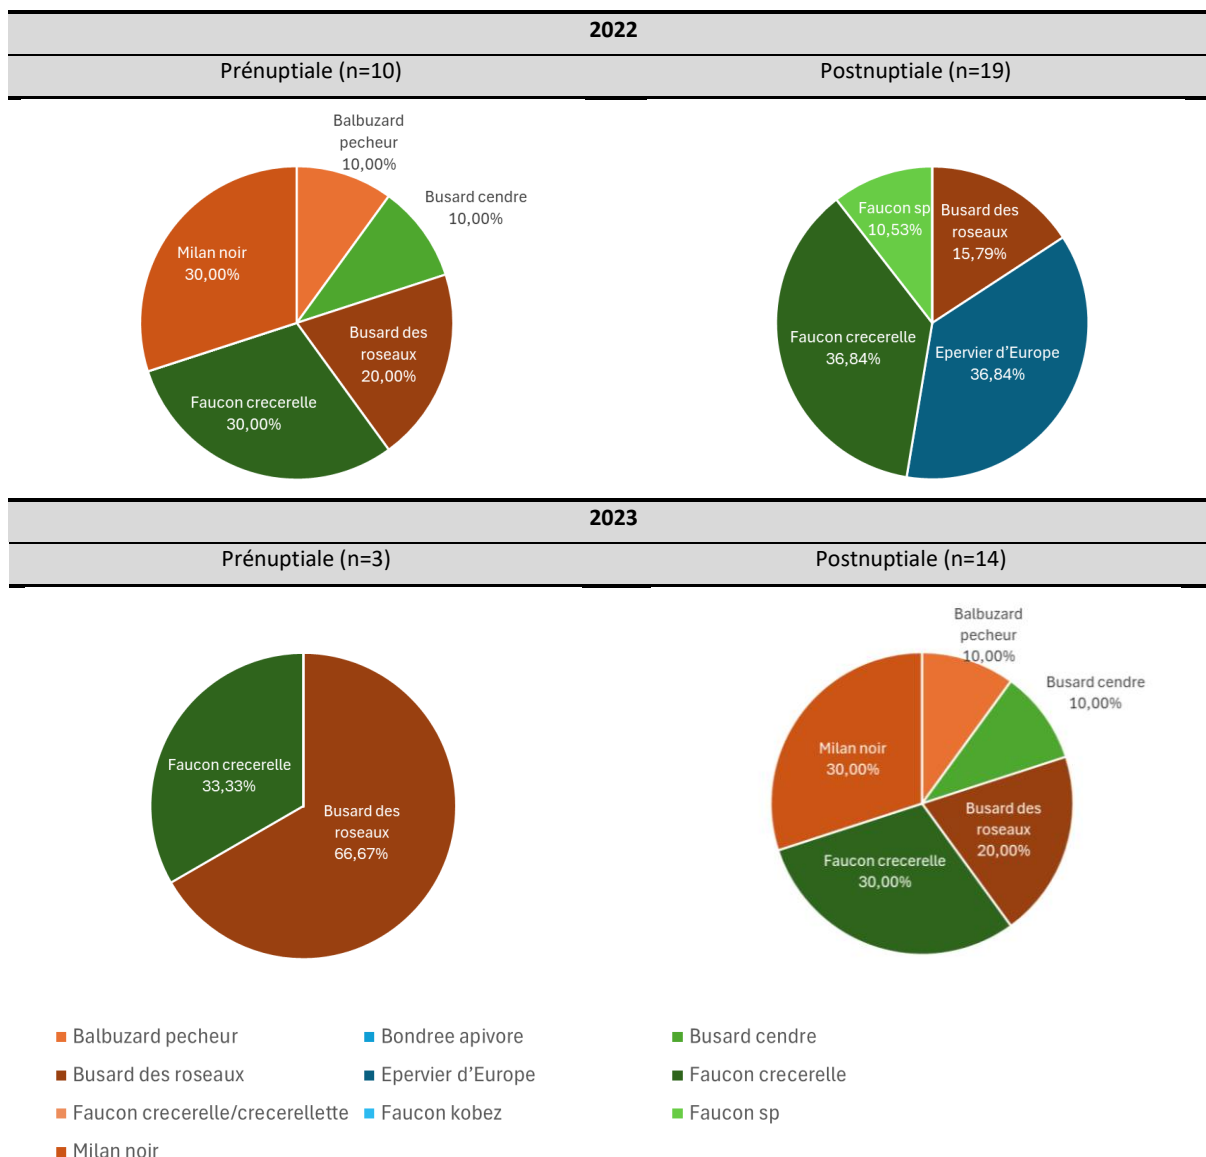 2022
Prénuptiale (n=10)
Postnuptiale (n=19)
Balbuzard
pecheur
10,00%
Busard cendre
10,00%
Milan noir
30,00%
Busard des
roseaux
20,00%
Faucon crecerelle
30,00%
Faucon sp
10,53%
Busard des
roseaux
15,79%
Faucon crecerelle
36,84%
Epervier d’Europe
36,84%
2023
Prénuptiale (n=3)
Postnuptiale (n=14)
Faucon crecerelle
33,33%
Busard des
roseaux
66,67%
Balbuzard
pecheur
10,00%
Busard cendre
10,00%
Milan noir
30,00%
Busard des
roseaux
20,00%
Faucon crecerelle
30,00%
Balbuzard pecheur
Bondree apivore
Busard cendre
Busard des roseaux
Epervier d’Europe
Faucon crecerelle
Faucon crecerelle/crecerellette
Faucon kobez
Faucon sp
Milan noir